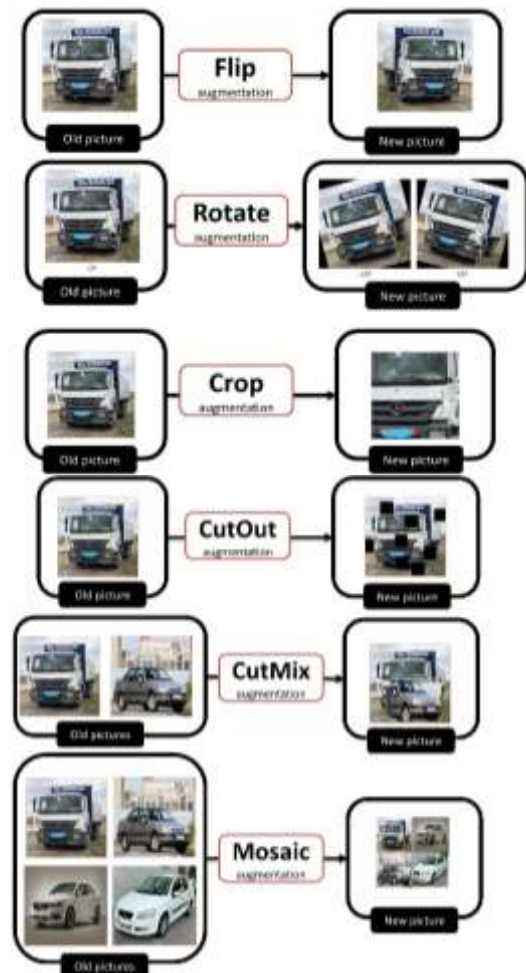 Flip
augmentation
Old picture
New picture
Rotate
augmentation
Old picture
New picture
Crop
augmentation
Old picture
New picture
CutOut
augmentation
Old picture
New picture
CutMix
augmentation
Old pictures
New picture
Mosaic
augmentation
Old pictures
New picture